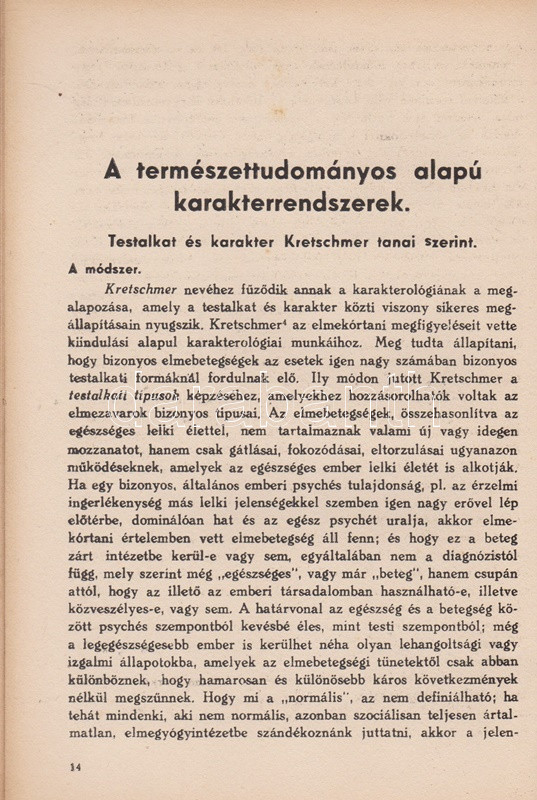 A természettudományos alapú
karakterrendszerek.
Testalkat és karakter Kretschmer tanai szerint.
A módszer.
Kretschmer nevéhez fűződik annak a karakterológiának a meg-
alapozása, amely a testalkat és karakter közti viszony sikeres meg-
állapításain nyugszik. Kretschmer⁴ az elmekórtani megfigyeléseit vette
kiindulási alapul karakterológiai munkáihoz. Meg tudta állapítani,
hogy bizonyos elmebetegségek az esetek igen nagy számában bizonyos
testalkati formáknál fordulnak elő. Ily módon jutott Kretschmer a
testalkati típusok képzéséhez, amelyekhez hozzásorolhatók voltak az
elmezavarok bizonyos típusai. Az elmebetegségek, összehasonlítva az
egészséges lelki élettel, nem tartalmaznak valami új vagy idegen
mozzanatot, hanem csak gátlásai, fokozódásai, eltorzulásai ugyanazon
működéseknek, amelyek az egészséges ember lelki életét is alkotják.
Ha egy bizonyos, általános emberi psychés tulajdonság, pl. az érzelmi
ingerlékenység más lelki jelenségekkel szemben igen nagy erővel lép
előtérbe, dominálóan hat és az egész psychét uralja, akkor elme-
kórtani értelemben vett elmebetegség áll fenn; és hogy ez a beteg
zárt intézetbe kerül-e vagy sem, egyáltalában nem a diagnózistól
függ, mely szerint még „egészséges", vagy már „beteg", hanem csupán
attól, hogy az illető az emberi társadalomban használható-e, illetve
közveszélyes-e, vagy sem. A határvonal az egészség és a betegség kö-
zött psychés szempontból kevésbé éles, mint testi szempontból; még
a legegészségesebb ember is kerülhet néha olyan lehangoltsági vagy
izgalmi állapotokba, amelyek az elmebetegségi tünetektől csak abban
különböznek, hogy hamarosan és különösebb káros következmények
nélkül megszűnnek. Hogy mi a „normális", az nem definiálható; ha
tehát mindenki, aki nem normális, azonban szociálisan teljesen ártal-
matlan, elmegyógyintézetbe szándékoznánk juttatni, akkor a jelen-
14
darabanth